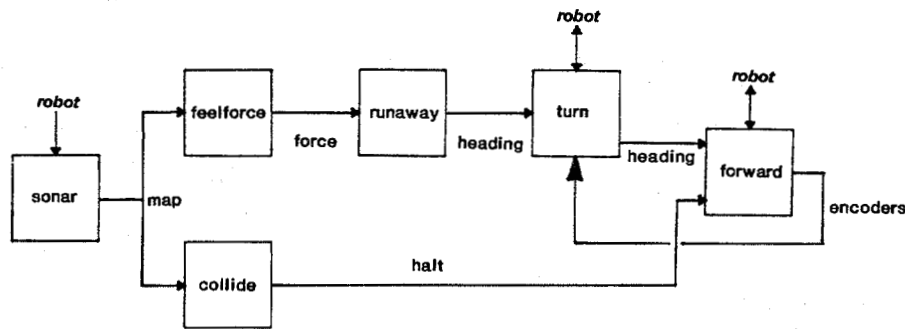 robot
robot
robot
feelforce
runaway
turn
force
heading
heading
forward
sonar
map
encoders
collide
halt